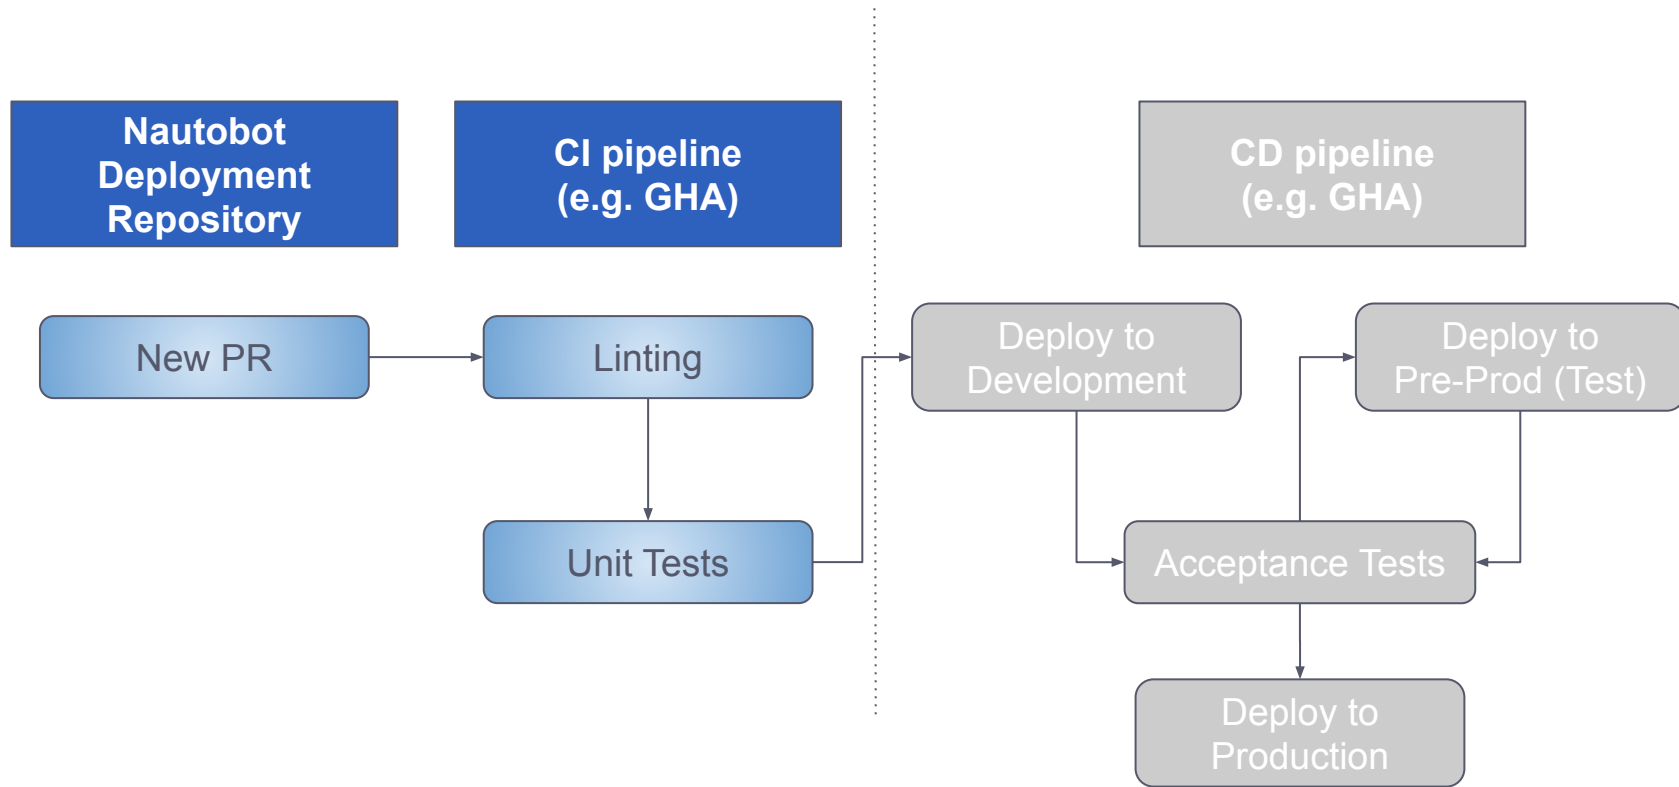 Nautobot
Deployment
Repository
CI pipeline
(e.g. GHA)
CD pipeline
(e.g. GHA)
New PR
Linting
Deploy to
Development
Deploy to
Pre-Prod (Test)
Unit Tests
Acceptance Tests
Deploy to
Production